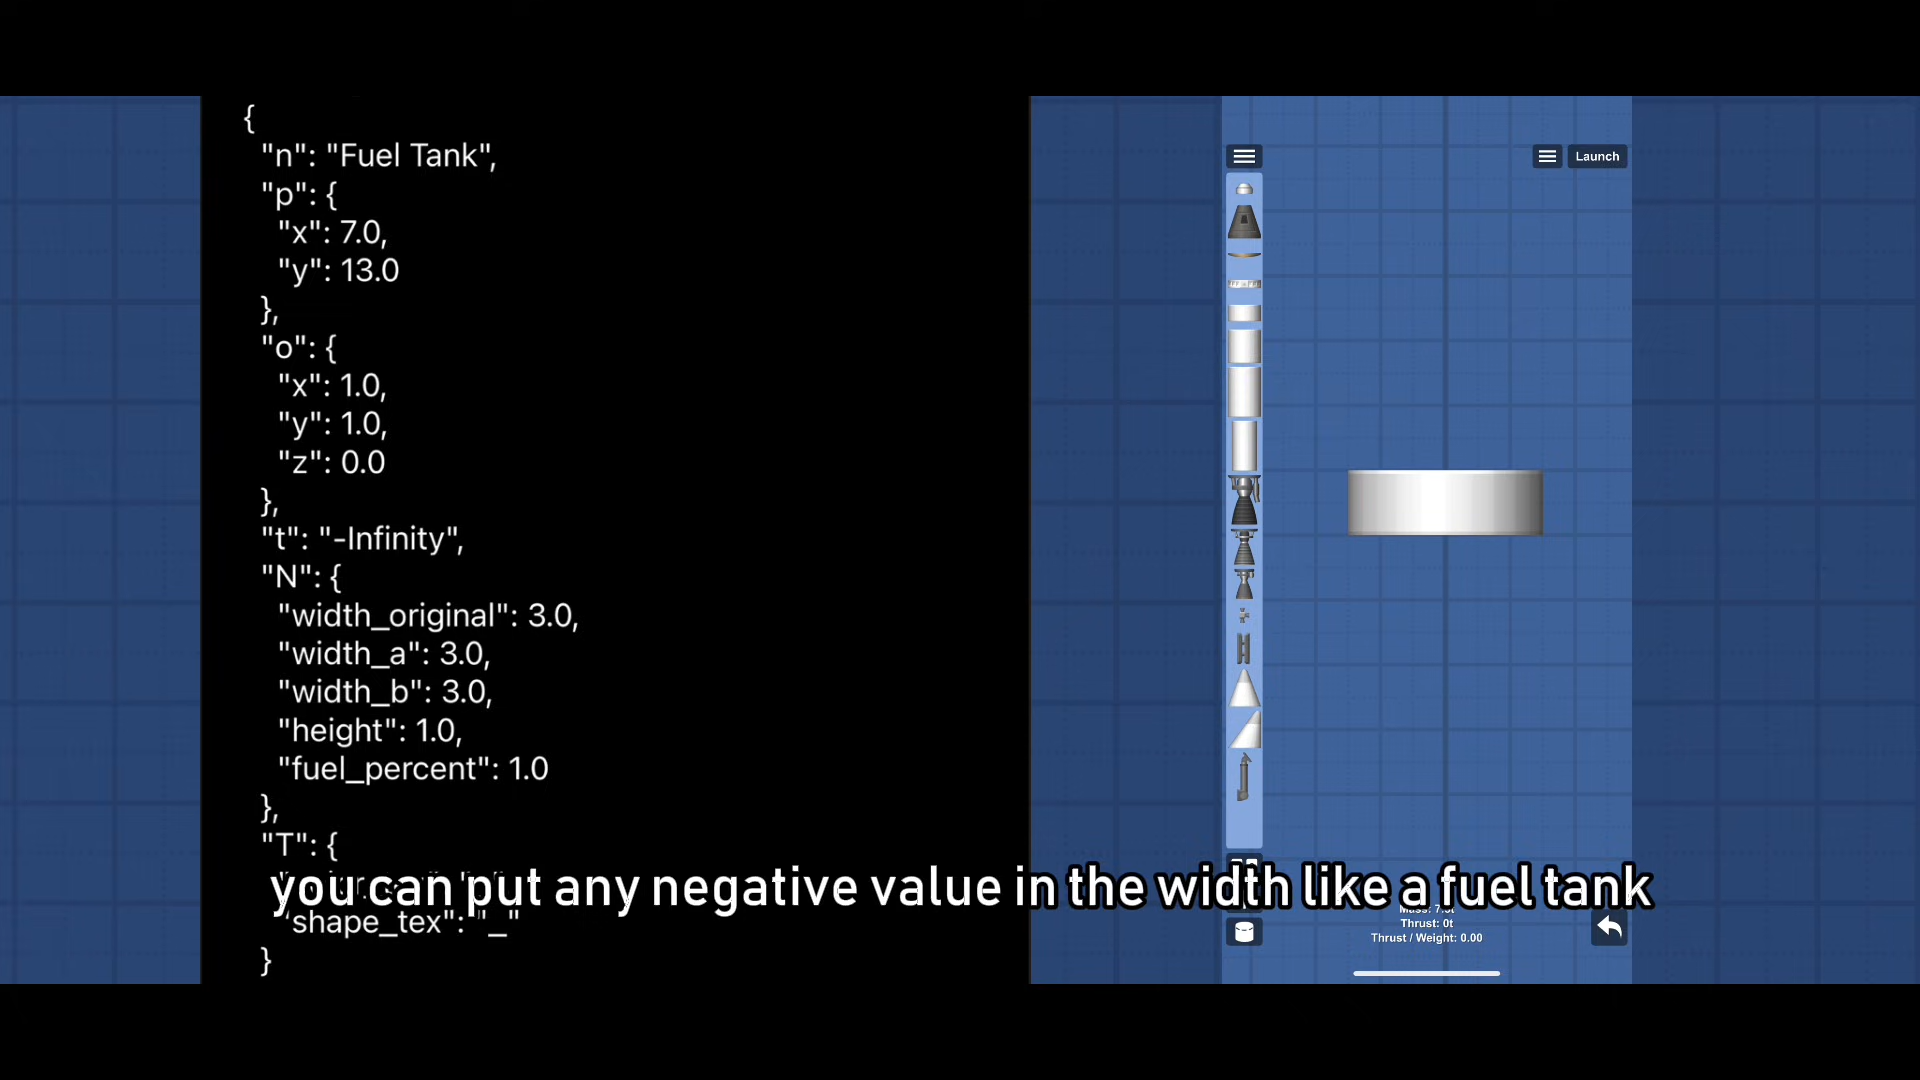 {
"n": "Fuel Tank",
"p": {
"x": 7.0,
"y": 13.0
},
"o": {
"x": 1.0,
"y": 1.0,
"z": 0.0
},
"t": "-Infinity",
"N": {
"width_original": 3.0,
"width_a": 3.0,
"width_b": 3.0,
"height": 1.0,
"fuel_percent": 1.0
},
"T": {
"shape_tex": "_"
}
you can put any negative value in the width like a fuel tank
Launch
Thrust: 0t
Thrust / Weight: 0.00